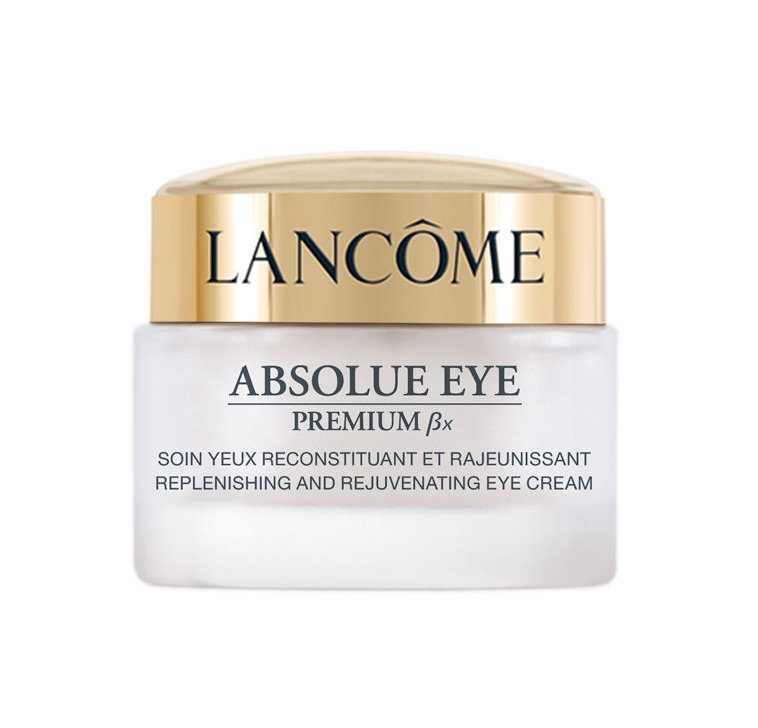 LANCÔME
ABSOLUE EYE
PREMIUM βx
SOIN YEUX RECONSTITUANT ET RAJEUNISSANT
REPLENISHING AND REJUVENATING EYE CREAM